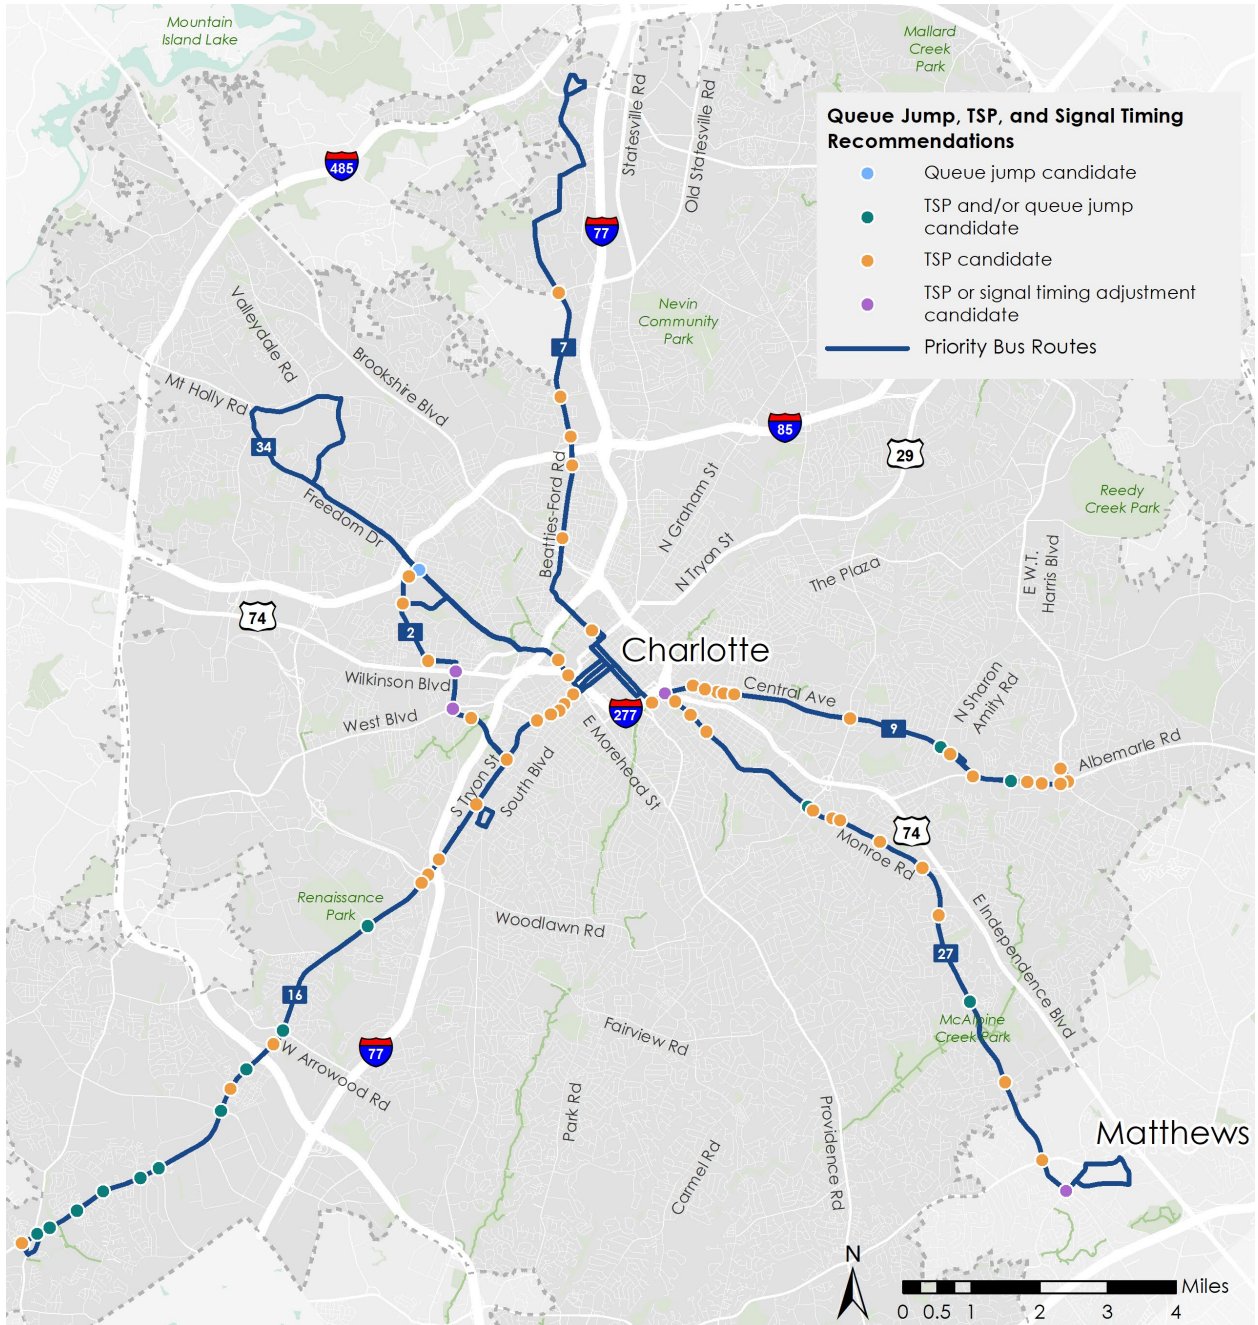 Mountain
Island Lake
Mallard
Creek
Park
Queue Jump, TSP, and Signal Timing
Recommendations
Queue jump candidate
TSP and/or queue jump
candidate
TSP candidate
TSP or signal timing adjustment
candidate
Priority Bus Routes
485
77
Statesville Rd
Old Statesville Rd
Nevin
Community
Park
Valleydale Rd
Brookshire Blvd
Mt Holly Rd
7
34
85
29
Freedom Dr
Beatties-Ford Rd
N Graham St
N Tryon St
The Plaza
Reedy
Creek Park
E W.T.
Harris Blvd
74
2
Charlotte
Wilkinson Blvd
West Blvd
277
Central Ave
9
N Sharon
Amity Rd
Albemarle Rd
E Morehead St
S Tryon St
South Blvd
74
Monroe Rd
Renaissance
Park
Woodlawn Rd
E Independence Blvd
27
16
McAlpine
Creek Park
Fairview Rd
77
W Arrowood Rd
Park Rd
Providence Rd
Carmel Rd
Matthews
N
Miles
0 0.5 1 2 3 4